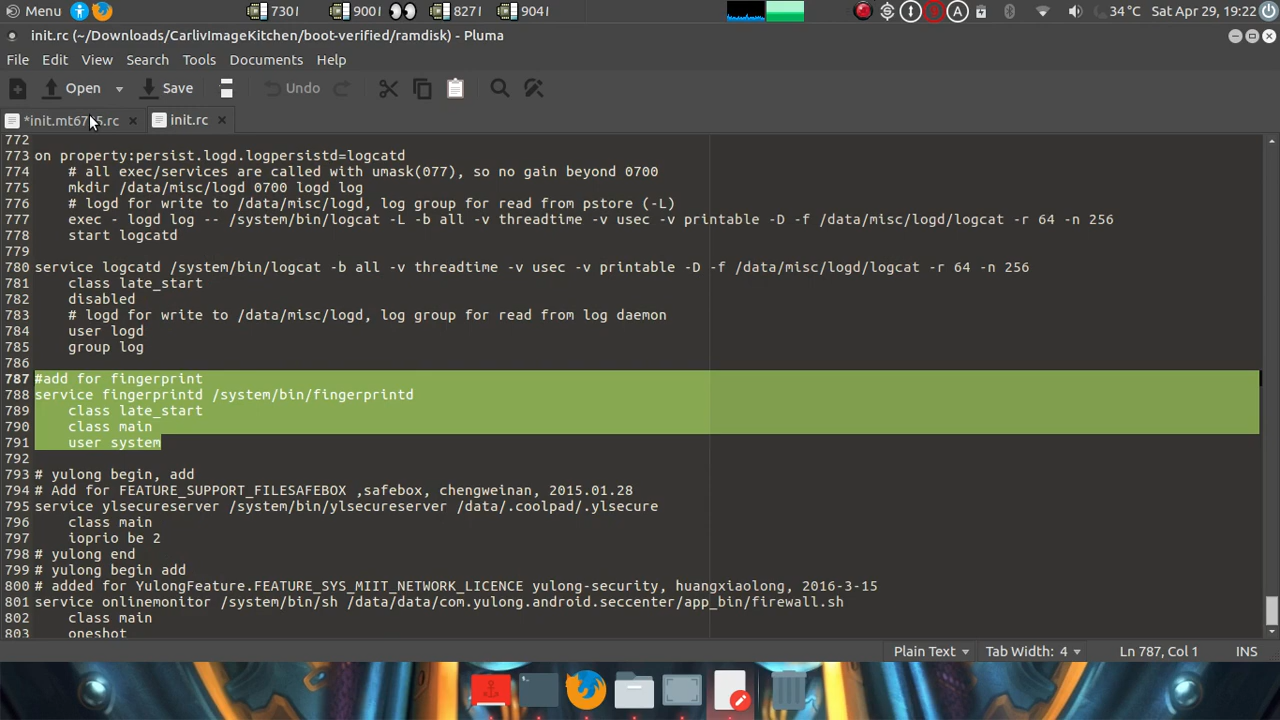 Menu 730! 900! 827! 904! 34 °C Sat Apr 29, 19:22
init.rc (~/Downloads/CarlivImageKitchen/boot-verified/ramdisk) - Pluma
File Edit View Search Tools Documents Help
Open Save Undo
*init.mt67 5.rc init.rc
772
773 on property:persist.logd.logpersistd=logcatd
774 # all exec/services are called with umask(077), so no gain beyond 0700
775 mkdir /data/misc/logd 0700 logd log
776 # logd for write to /data/misc/logd, log group for read from pstore (-L)
777 exec - logd log -- /system/bin/logcat -L -b all -v threadtime -v usec -v printable -D -f /data/misc/logd/logcat -r 64 -n 256
778 start logcatd
779
780 service logcatd /system/bin/logcat -b all -v threadtime -v usec -v printable -D -f /data/misc/logd/logcat -r 64 -n 256
781 class late_start
782 disabled
783 # logd for write to /data/misc/logd, log group for read from log daemon
784 user logd
785 group log
786
787 #add for fingerprint
788 service fingerprintd /system/bin/fingerprintd
789 class late_start
790 class main
791 user system
792
793 # yulong begin, add
794 # Add for FEATURE_SUPPORT_FILESAFEBOX ,safebox, chengweinan, 2015.01.28
795 service ylsecureserver /system/bin/ylsecureserver /data/.coolpad/.ylsecure
796 class main
797 ioprio be 2
798 # yulong end
799 # yulong begin add
800 # added for YulongFeature.FEATURE_SYS_MIIT_NETWORK_LICENCE yulong-security, huangxiaolong, 2016-3-15
801 service onlinemonitor /system/bin/sh /data/data/com.yulong.android.seccenter/app_bin/firewall.sh
802 class main
803 oneshot
Plain Text Tab Width: 4 Ln 787, Col 1 INS